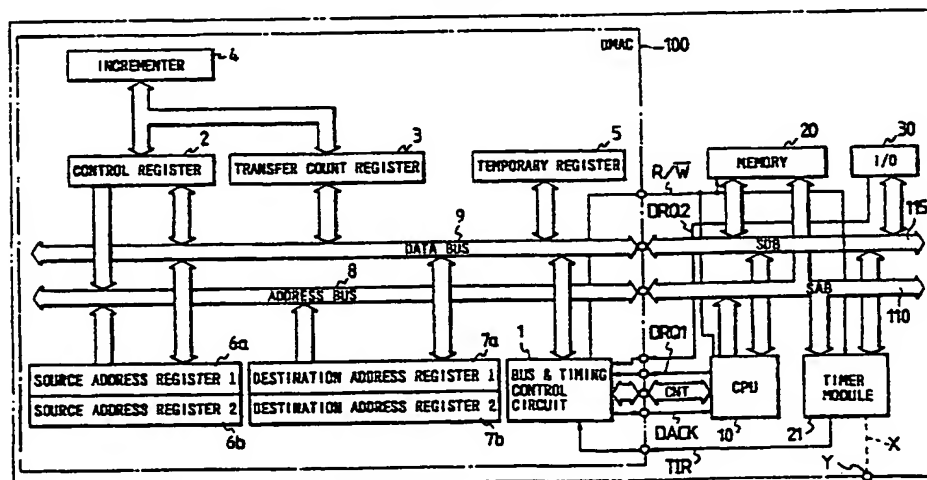 INCREMENTER
4
DMAC
100
2
3
5
20
30
CONTROL REGISTER
TRANSFER COUNT REGISTER
TEMPORARY REGISTER
MEMORY
I/O
R/W
DRQ2
9
DATA BUS
SDB
115
8
ADDRESS BUS
SAB
110
DRQ1
6a
7a
1
SOURCE ADDRESS REGISTER 1
SOURCE ADDRESS REGISTER 2
DESTINATION ADDRESS REGISTER 1
DESTINATION ADDRESS REGISTER 2
BUS & TIMING
CONTROL
CIRCUIT
CNT
CPU
TIMER
MODULE
6b
7b
DACK
10
21
X
TIR
Y